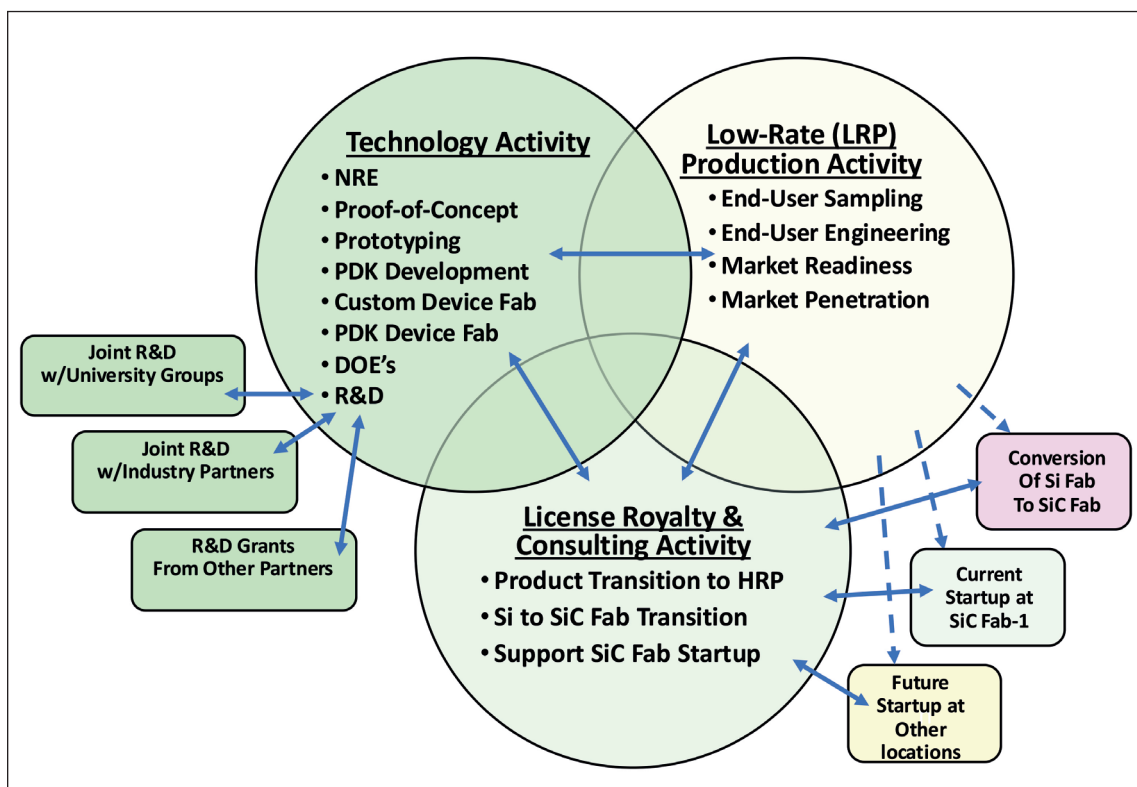 Technology Activity
• NRE
• Proof-of-Concept
• Prototyping
• PDK Development
• Custom Device Fab
• PDK Device Fab
• DOE’s
• R&D
Low-Rate (LRP)
Production Activity
• End-User Sampling
• End-User Engineering
• Market Readiness
• Market Penetration
Joint R&D
w/University Groups
Joint R&D
w/Industry Partners
R&D Grants
From Other Partners
License Royalty &
Consulting Activity
• Product Transition to HRP
• Si to SiC Fab Transition
• Support SiC Fab Startup
Conversion
Of Si Fab
To SiC Fab
Current
Startup at
SiC Fab-1
Future
Startup at
Other
locations